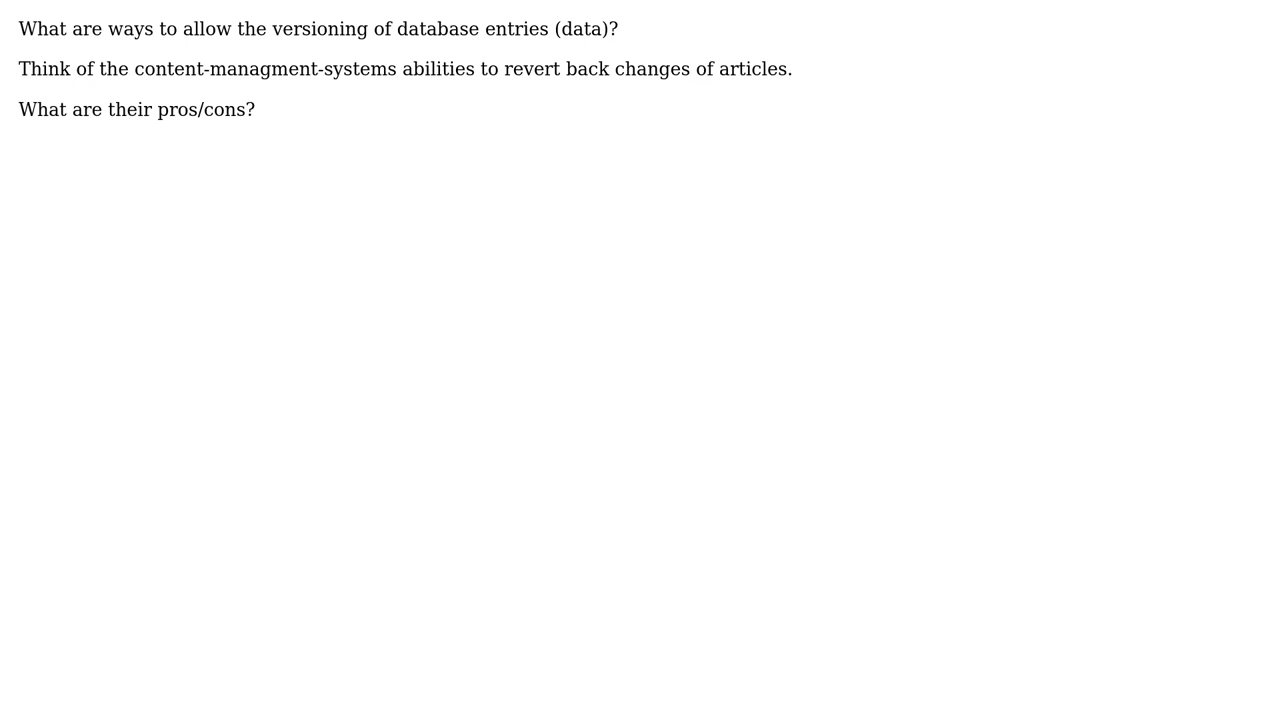 What are ways to allow the versioning of database entries (data)?
Think of the content-managment-systems abilities to revert back changes of articles.
What are their pros/cons?